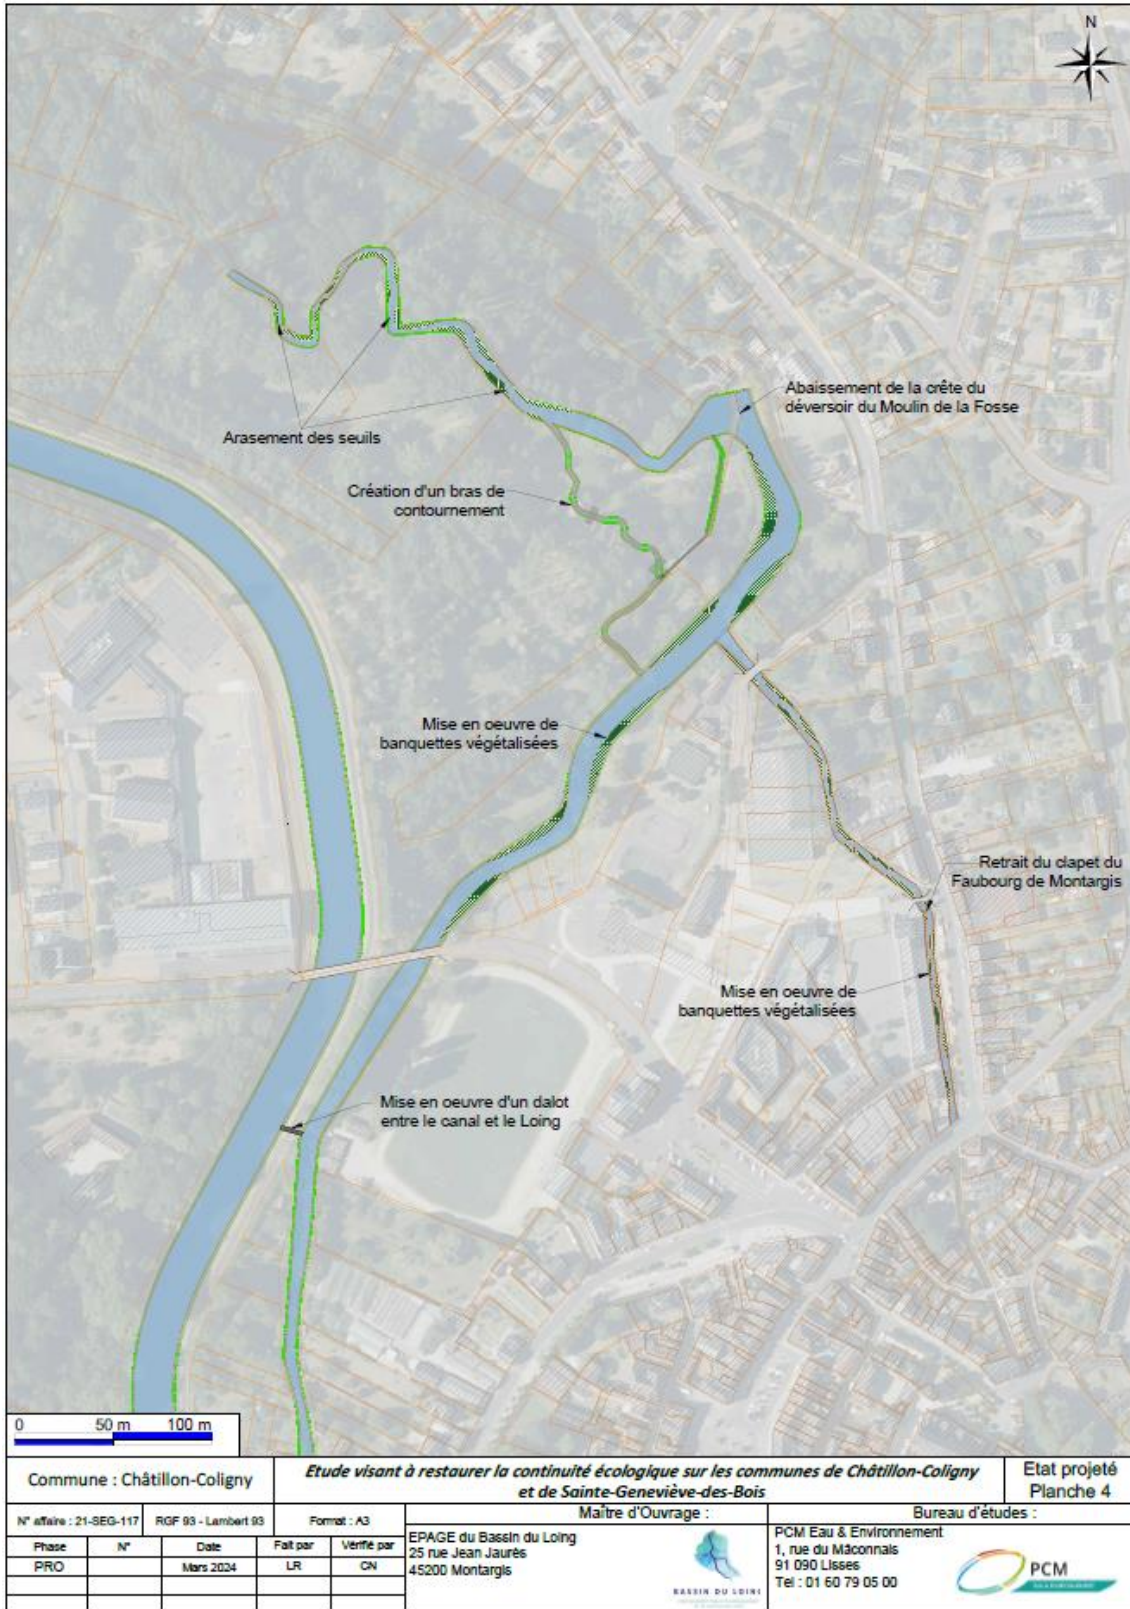 N
Abaissement de la crête du
déversoir du Moulin de la Fosse
Arasement des seuils
Création d'un bras de
contournement
Mise en oeuvre de
banquettes végétalisées
Retrait du clapet du
Faubourg de Montargis
Mise en oeuvre de
banquettes végétalisées
Mise en oeuvre d'un dalot
entre le canal et le Loing
0 50 m 100 m
Commune : Châtillon-Coligny
Etude visant à restaurer la continuité écologique sur les communes de Châtillon-Coligny
et de Sainte-Geneviève-des-Bois
Etat projeté
Planche 4
N° affaire : 21-SEG-117 RGF 93 - Lambert 93 Format : A3
Phase N° Date Fait par Vérifié par
PRO Mars 2024 LR CN
Maître d'Ouvrage :
EPAGE du Bassin du Loing
25 rue Jean Jaurès
45200 Montargis
BASSIN DU LOING
Bureau d'études :
PCM Eau & Environnement
1, rue du Mâconnais
91 090 Lisses
Tel : 01 60 79 05 00
PCM